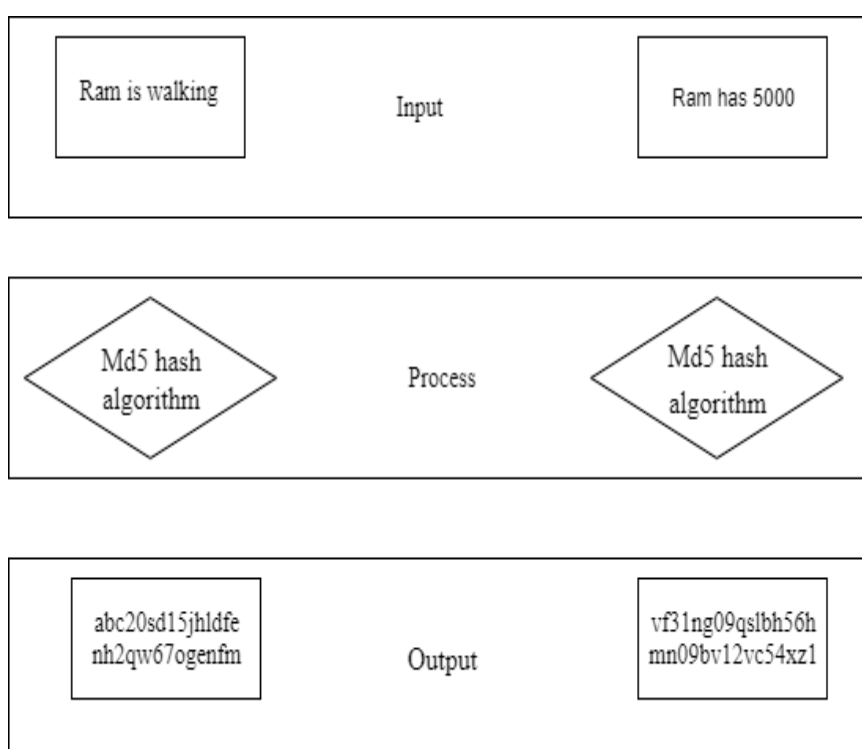 Ram is walking
Input
Ram has 5000
Md5 hash
algorithm
Process
Md5 hash
algorithm
abc20sd15jhldfe
nh2qw67ogenfm
Output
vf31ng09qslbh56h
mn09bv12vc54xz1